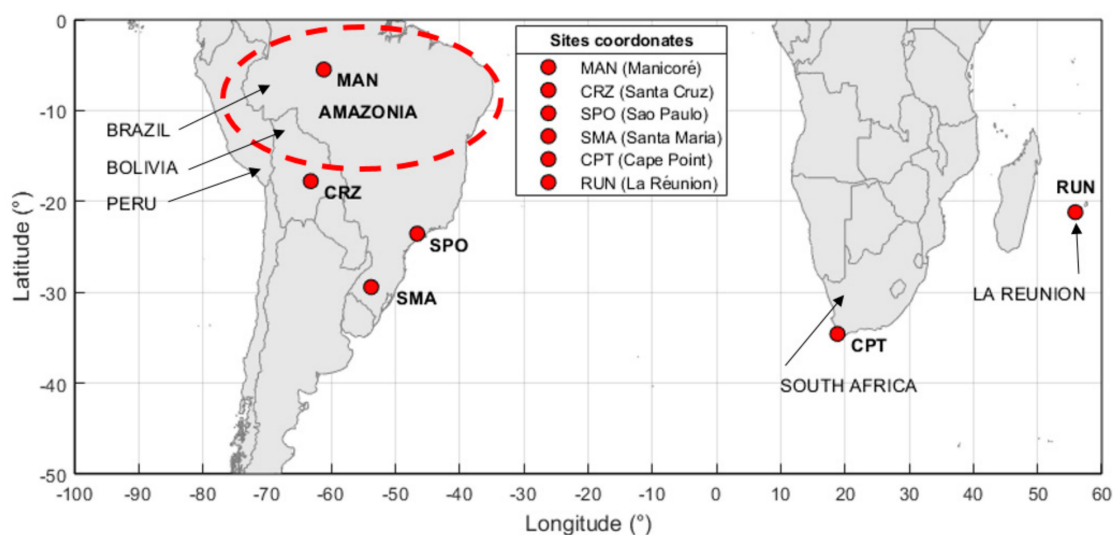 Sites coordonates
MAN (Manicoré)
CRZ (Santa Cruz)
SPO (Sao Paulo)
SMA (Santa Maria)
CPT (Cape Point)
RUN (La Réunion)
MAN
AMAZONIA
BRAZIL
BOLIVIA
PERU
CRZ
SPO
SMA
RUN
LA REUNION
CPT
SOUTH AFRICA
Latitude (°)
0
-10
-20
-30
-40
-50
-100 -90 -80 -70 -60 -50 -40 -30 -20 -10 0 10 20 30 40 50 60
Longitude (°)